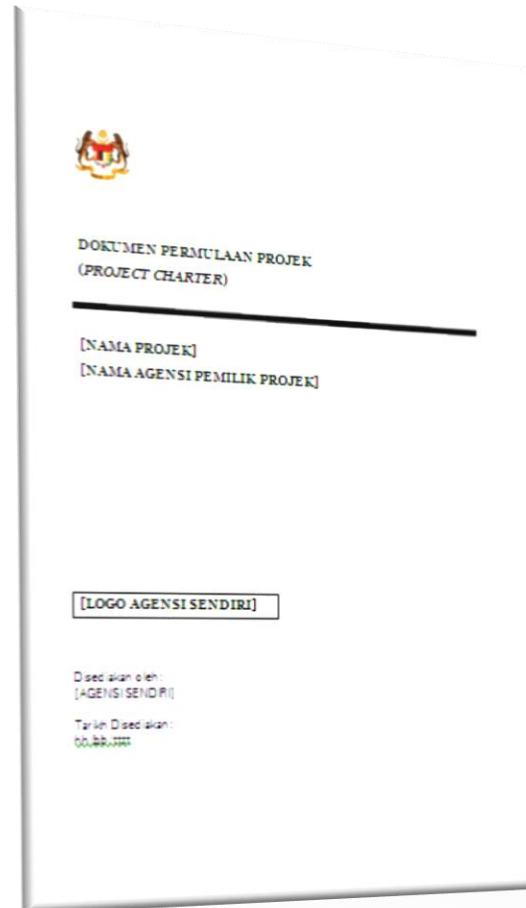 DOKUMEN PERMULAAN PROJEK
(PROJECT CHARTER)
[NAMA PROJEK]
[NAMA AGENSI PEMILIK PROJEK]
[LOGO AGENSI SENDIRI]
Disediakan oleh :
[AGENSI SENDIRI]
Tarikh Disediakan :